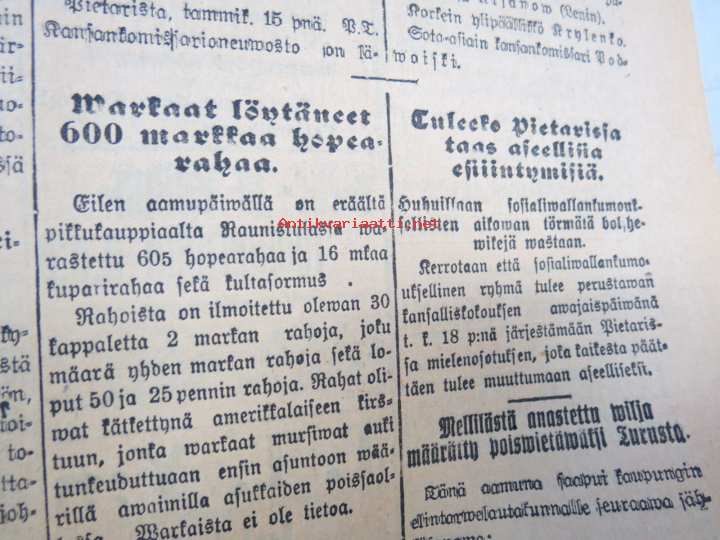 Pietarista, tammik. 15 pnä. P.T.
Kansankomissarioneuwosto on lä-
Warkaat löytäneet
600 markkaa hopea-
rahaa.
Eilen aamupäiwällä on eräältä
pikkukauppiaalta Raunistulasta wa-
rastettu 605 hopearahaa ja 16 mkaa
kuparirahaa sekä kultasormus .
Rahoista on ilmoitettu olewan 30
kappaletta 2 markan rahoja, joku
määrä yhden markan rahoja sekä lo-
put 50 ja 25 pennin rahoja. Rahat oli-
wat kätkettynä amerikkalaiseen kirs-
tuun, jonka warkaat mursiwat auki
tunkeuduttuaan ensin asuntoon wää-
rillä awaimilla asukkaiden poissaol-
Warkaista ei ole tietoa.
(Lenin).
Korkein ylipäällikkö Krylenko.
Sota-asiain kansankomissari Pod-
woiski.
Tuleeko Pietarissa
taas aseellisia
esiintymisiä.
Huhuillaan sosialiwallankumouk-
sellisten aikowan törmätä bolshe-
wikejä wastaan.
Kerrotaan että sosialiwallankumo-
uksellinen ryhmä tulee perustawan
kansalliskokouksen awajaispäiwänä
t. k. 18 p:nä järjestämään Pietaris-
sa mielenosotuksen, joka kaikesta päät-
täen tulee muuttumaan aseelliseksi.
Mellilästä anastettu wilja
määrätty poiswietäwäksi Turusta.
Tänä aamuna saapui kaupungin
elintarwelautakunnalle seuraawa säh-
Antikvariaatti.net